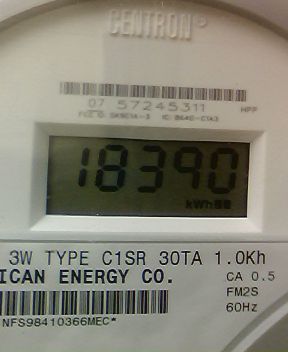 CENTRON®
07 57245311
HPP
18390
kWh
3W TYPE C1SR 30TA 1.0Kh
ICAN ENERGY CO.
CA 0.5
FM2S
60Hz
NFS98410366MEC*